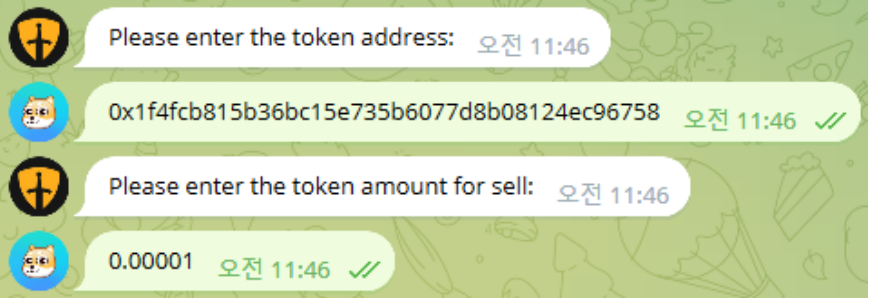 Please enter the token address: 오전 11:46
0x1f4fcb815b36bc15e735b6077d8b08124ec96758 오전 11:46
Please enter the token amount for sell: 오전 11:46
0.00001 오전 11:46